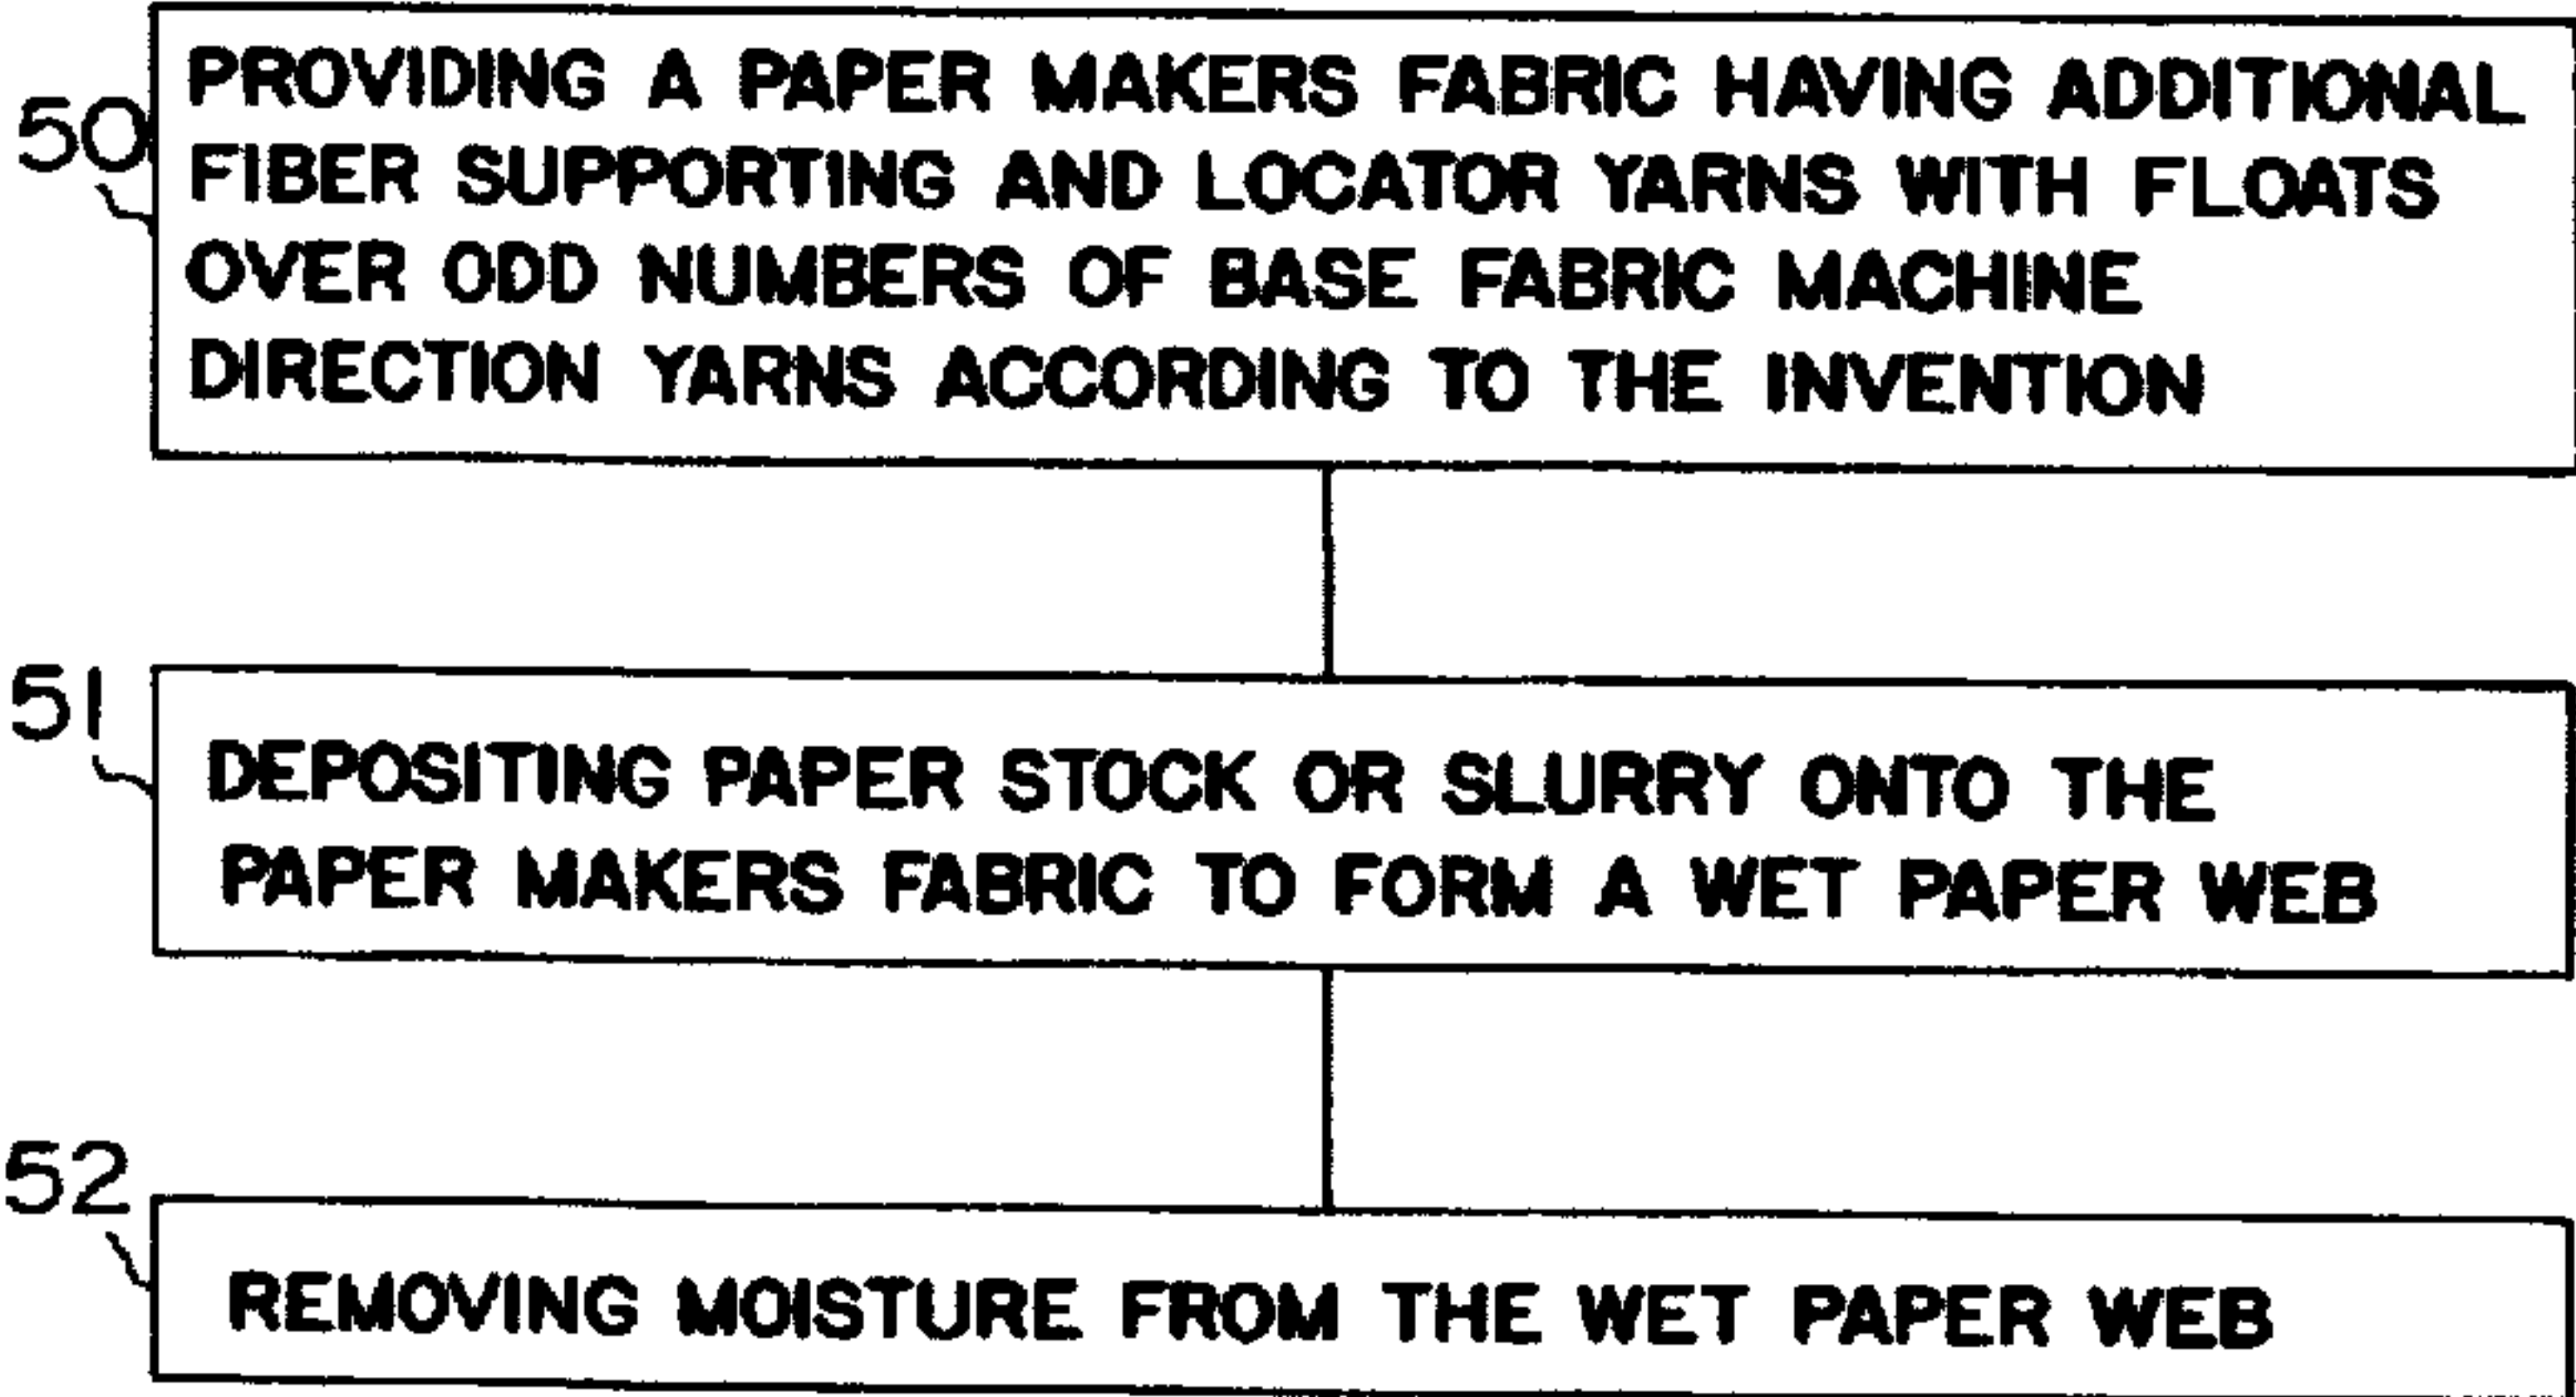 50
PROVIDING A PAPER MAKERS FABRIC HAVING ADDITIONAL
FIBER SUPPORTING AND LOCATOR YARNS WITH FLOATS
OVER ODD NUMBERS OF BASE FABRIC MACHINE
DIRECTION YARNS ACCORDING TO THE INVENTION
51
DEPOSITING PAPER STOCK OR SLURRY ONTO THE
PAPER MAKERS FABRIC TO FORM A WET PAPER WEB
52
REMOVING MOISTURE FROM THE WET PAPER WEB